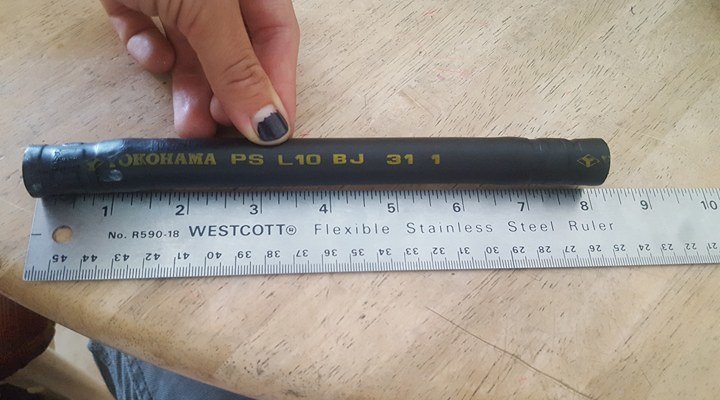 YOKOHAMA PS L10 BJ 31 1
1 2 3 4 5 6 7 8 9 10
No. R590-18 WESTCOTT® Flexible Stainless Steel Ruler
45 44 43 42 41 40 39 38 37 36 35 34 33 32 31 30 29 28 27 26 25 24 23 22